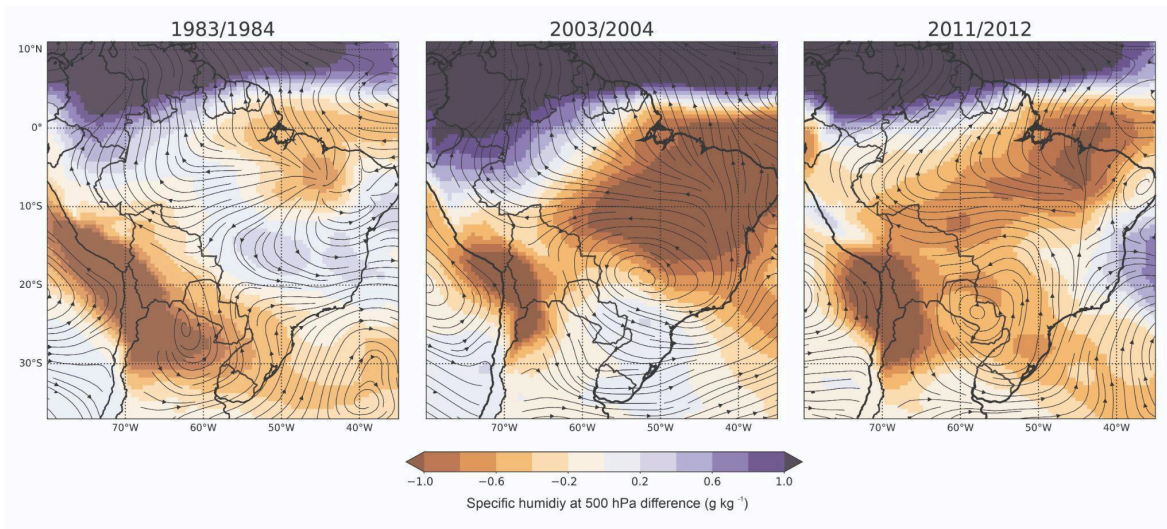 1983/1984 2003/2004 2011/2012
10°N
0°
10°S
20°S
30°S
70°W 60°W 50°W 40°W 70°W 60°W 50°W 40°W 70°W 60°W 50°W 40°W
−1.0 −0.6 −0.2 0.2 0.6 1.0
Specific humidiy at 500 hPa difference (g kg ⁻¹)